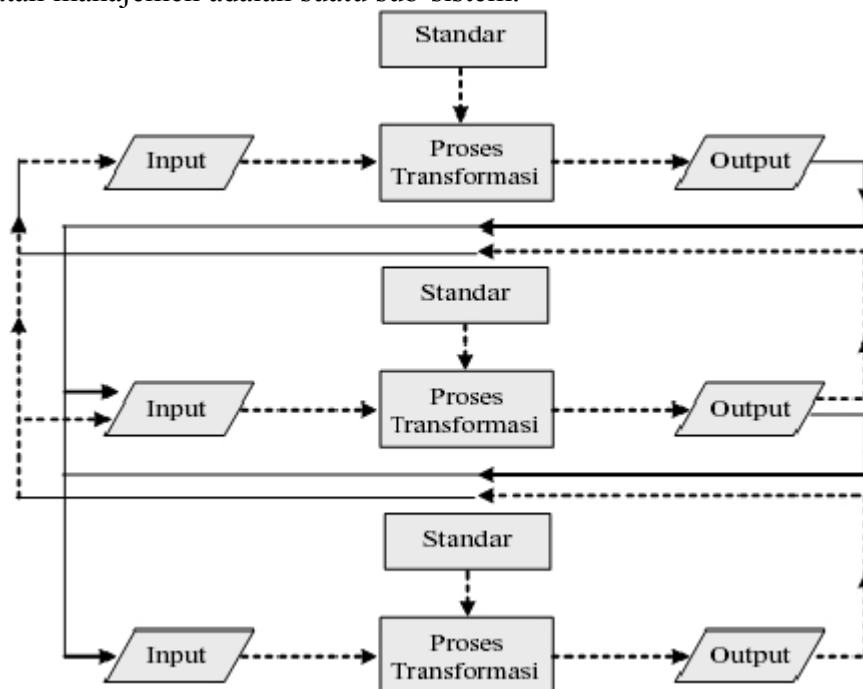 manajemen adalah suatu sub-sistem.
Standar
Input
Proses
Transformasi
Output
Standar
Input
Proses
Transformasi
Output
Standar
Input
Proses
Transformasi
Output